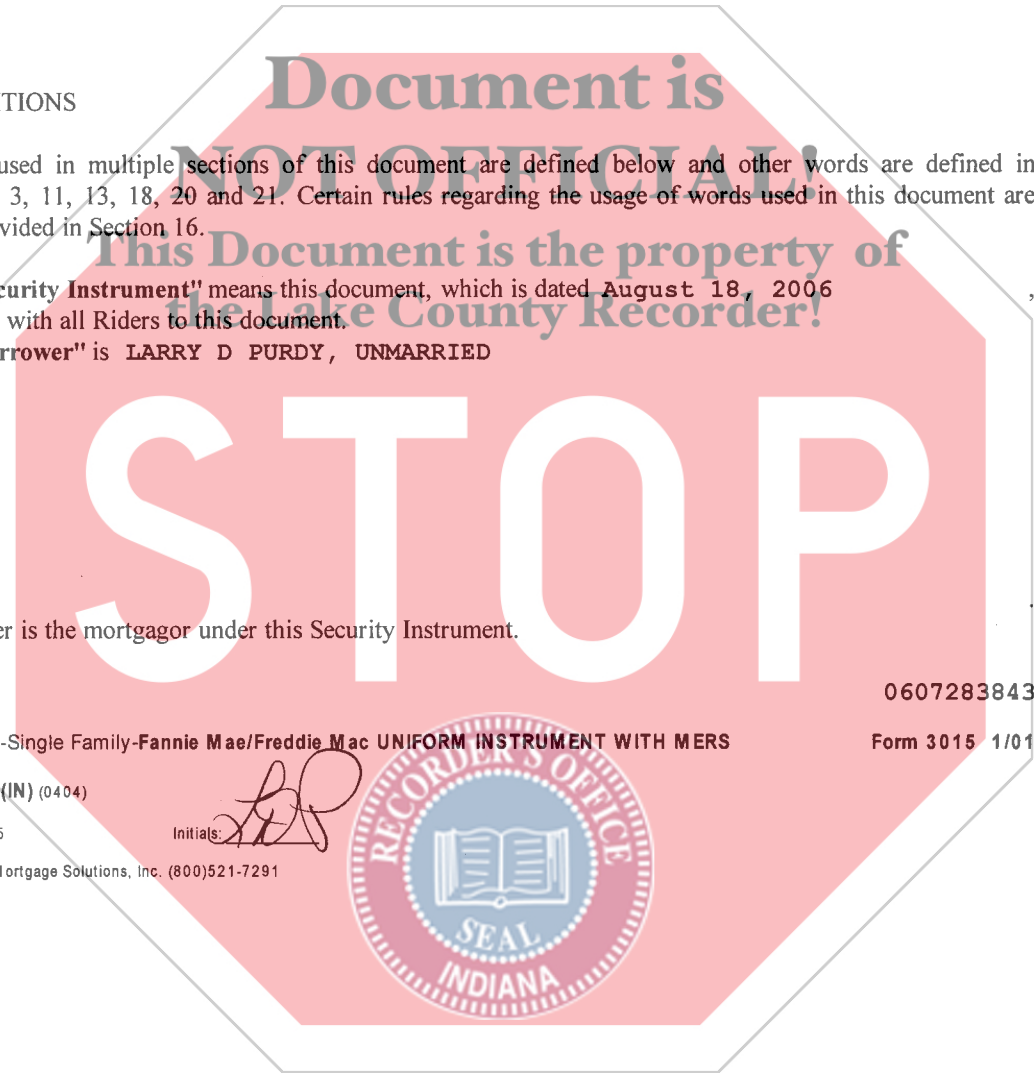 Document is
ITIONS
used in multiple sections of this document are defined below and other words are defined in
NOT OFFICIAL!
3, 11, 13, 18, 20 and 21. Certain rules regarding the usage of words used in this document are
vided in Section 16.
This Document is the property of
curity Instrument" means this document, which is dated August 18, 2006 ,
the Lake County Recorder!
with all Riders to this document.
rrower" is LARRY D PURDY, UNMARRIED
STOP
.
er is the mortgagor under this Security Instrument.
0607283843
-Single Family-Fannie Mae/Freddie Mac UNIFORM INSTRUMENT WITH MERS Form 3015 1/01
(IN) (0404)
5 Initials:
ortgage Solutions, Inc. (800)521-7291
RECORDER'S OFFICE
SEAL
INDIANA